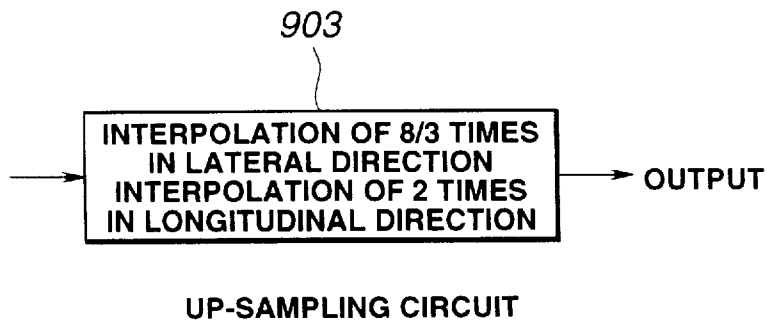 903
INTERPOLATION OF 8/3 TIMES
IN LATERAL DIRECTION
INTERPOLATION OF 2 TIMES
IN LONGITUDINAL DIRECTION
OUTPUT
UP-SAMPLING CIRCUIT